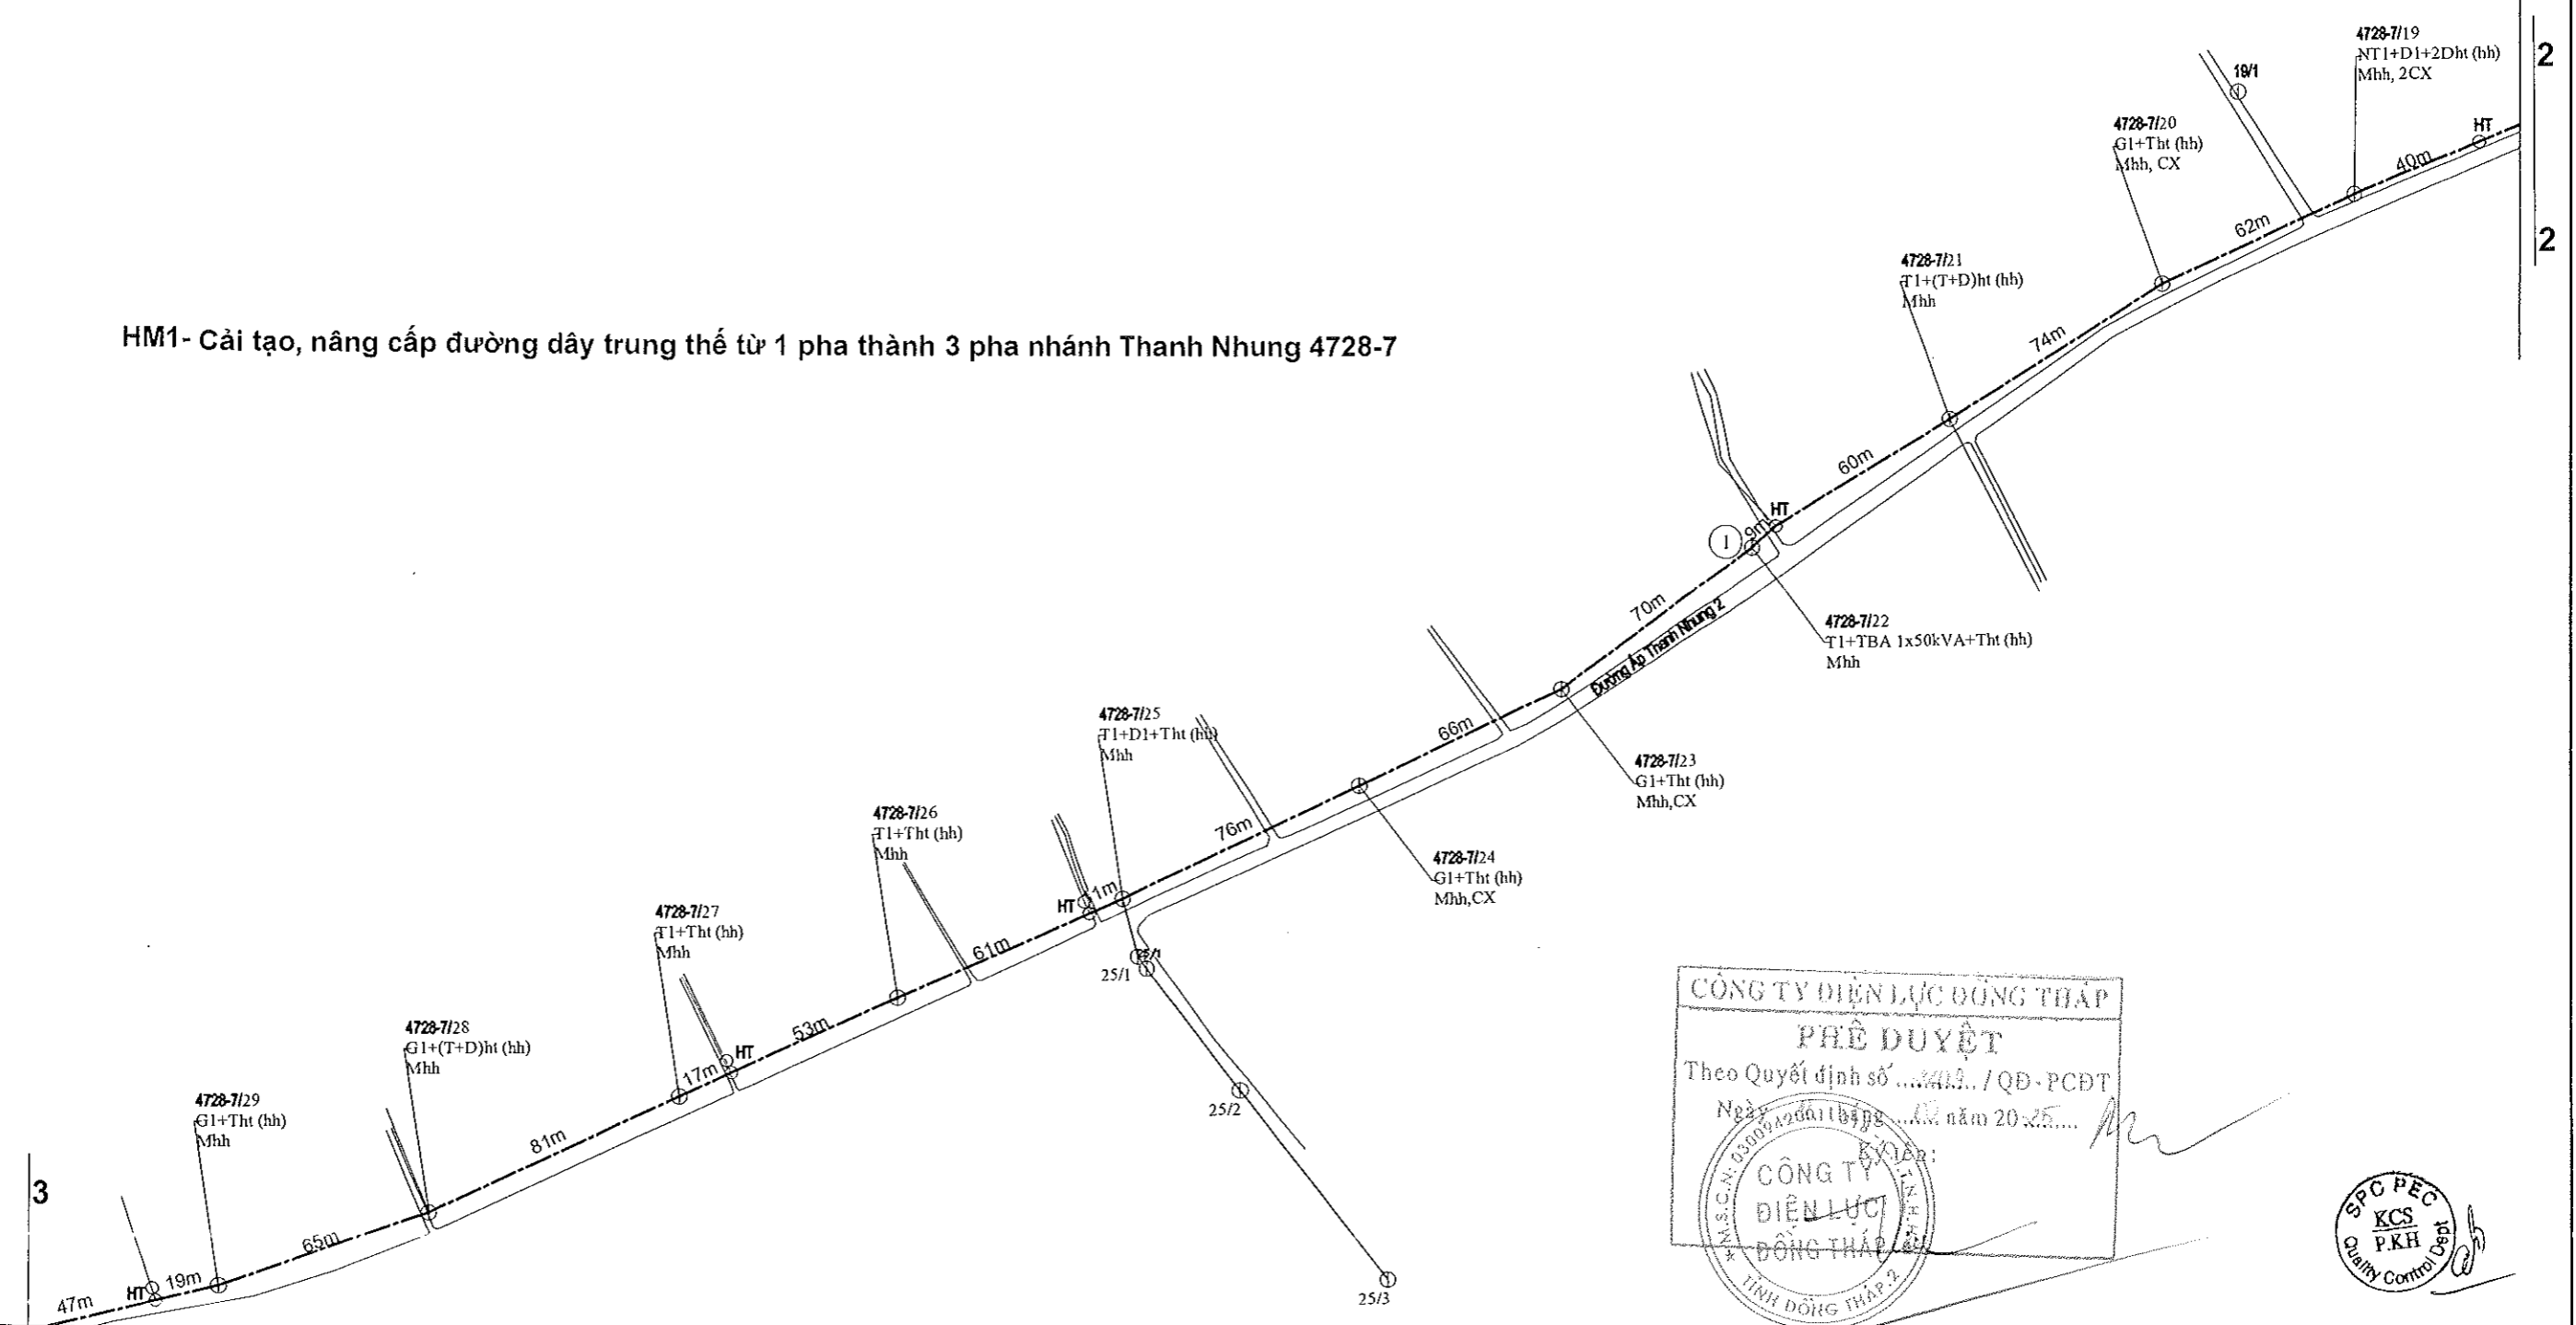 4728-7/19
NT1+D1+2Dht (hh)
Mhh, 2CX
2
19/1
4728-7/20
G1+Tht (hh)
Mhh, CX
HT
40m
62m
2
4728-7/21
T1+(T+D)ht (hh)
Mhh
HM1- Cải tạo, nâng cấp đường dây trung thế từ 1 pha thành 3 pha nhánh Thanh Nhung 4728-7
74m
60m
HT
9m
1
70m
Đường Ấp Thanh Nhung 2
4728-7/22
T1+TBA 1x50kVA+Tht (hh)
Mhh
66m
4728-7/23
G1+Tht (hh)
Mhh,CX
4728-7/25
T1+D1+Tht (hh)
Mhh
76m
4728-7/24
G1+Tht (hh)
Mhh,CX
4728-7/26
T1+Tht (hh)
Mhh
11m
HT
61m
25/1
25/1
4728-7/27
T1+Tht (hh)
Mhh
53m
HT
17m
25/2
25/3
4728-7/28
G1+(T+D)ht (hh)
Mhh
81m
4728-7/29
G1+Tht (hh)
Mhh
65m
3
19m
HT
47m
CÔNG TY ĐIỆN LỰC ĐỒNG THÁP
PHÊ DUYỆT
Theo Quyết định số / QĐ-PCĐT
Ngày tháng năm 2025
Ký tên:
M.S.C.N: T.N.H.H
CÔNG TY
ĐIỆN LỰC
ĐỒNG THÁP
TỈNH ĐỒNG THÁP
SPC PEC
KCS
P.KH
Quality Control Dept